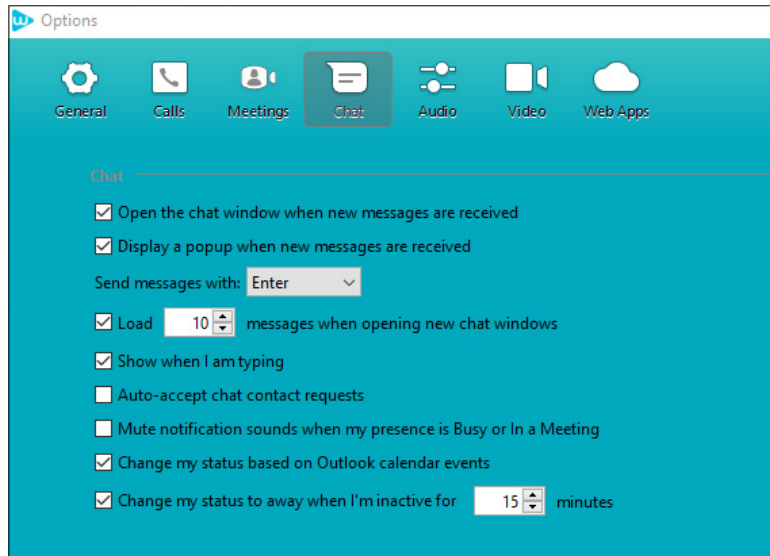 Options
General Calls Meetings Chat Audio Video Web Apps
Chat
Open the chat window when new messages are received
Display a popup when new messages are received
Send messages with: Enter
Load 10 messages when opening new chat windows
Show when I am typing
Auto-accept chat contact requests
Mute notification sounds when my presence is Busy or In a Meeting
Change my status based on Outlook calendar events
Change my status to away when I'm inactive for 15 minutes